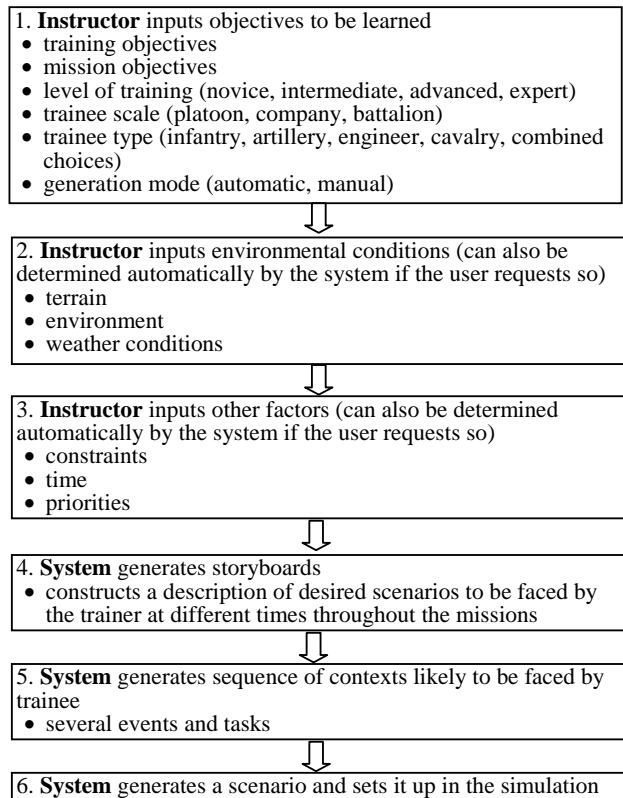 1. Instructor inputs objectives to be learned
• training objectives
• mission objectives
• level of training (novice, intermediate, advanced, expert)
• trainee scale (platoon, company, battalion)
• trainee type (infantry, artillery, engineer, cavalry, combined
choices)
• generation mode (automatic, manual)
2. Instructor inputs environmental conditions (can also be
determined automatically by the system if the user requests so)
• terrain
• environment
• weather conditions
3. Instructor inputs other factors (can also be determined
automatically by the system if the user requests so)
• constraints
• time
• priorities
4. System generates storyboards
• constructs a description of desired scenarios to be faced by
the trainer at different times throughout the missions
5. System generates sequence of contexts likely to be faced by
trainee
• several events and tasks
6. System generates a scenario and sets it up in the simulation